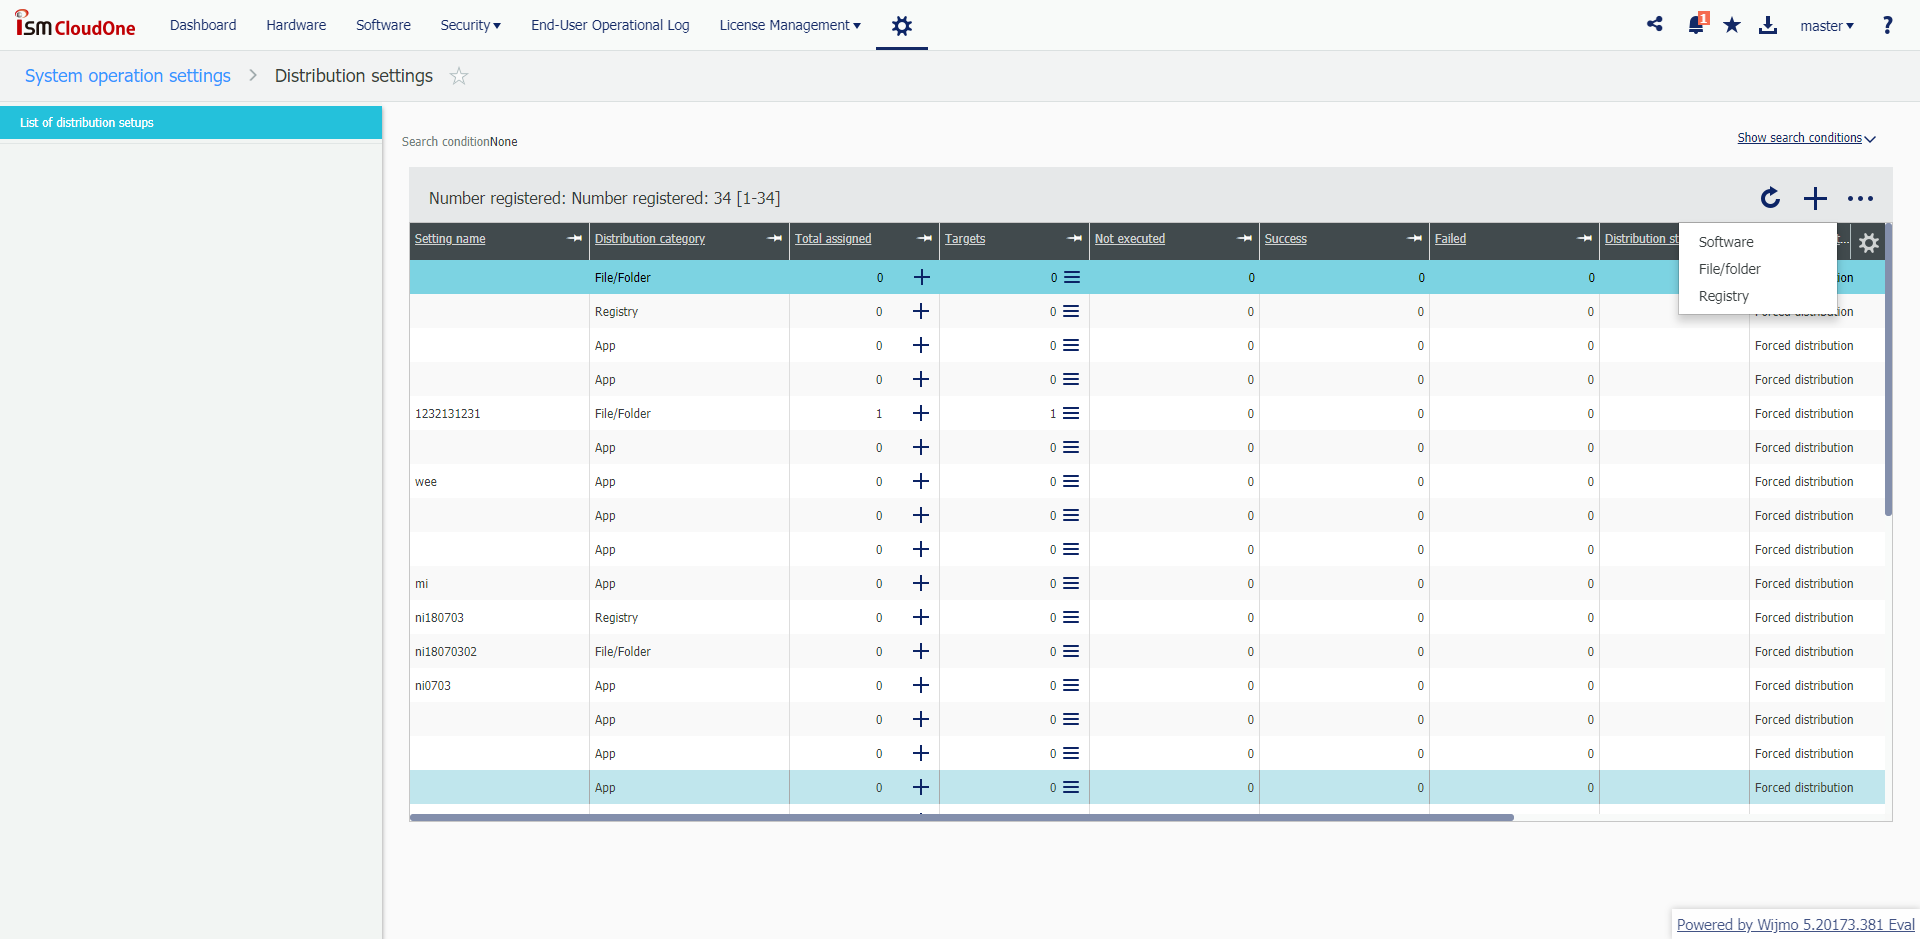 ISM CloudOne Dashboard Hardware Software Security End-User Operational Log License Management 1 master ?
System operation settings > Distribution settings
List of distribution setups
Search conditionNone Show search conditions
Number registered: Number registered: 34 [1-34]
Setting name Distribution category Total assigned Targets Not executed Success Failed Distribution st t...
Software
File/folder
Registry
File/Folder 0 0 0 0 0 ion
Registry 0 0 0 0 0 Forced distribution
App 0 0 0 0 0 Forced distribution
App 0 0 0 0 0 Forced distribution
1232131231 File/Folder 1 1 0 0 0 Forced distribution
App 0 0 0 0 0 Forced distribution
wee App 0 0 0 0 0 Forced distribution
App 0 0 0 0 0 Forced distribution
App 0 0 0 0 0 Forced distribution
mi App 0 0 0 0 0 Forced distribution
ni180703 Registry 0 0 0 0 0 Forced distribution
ni18070302 File/Folder 0 0 0 0 0 Forced distribution
ni0703 App 0 0 0 0 0 Forced distribution
App 0 0 0 0 0 Forced distribution
App 0 0 0 0 0 Forced distribution
App 0 0 0 0 0 Forced distribution
Powered by Wijmo 5.20173.381 Eval